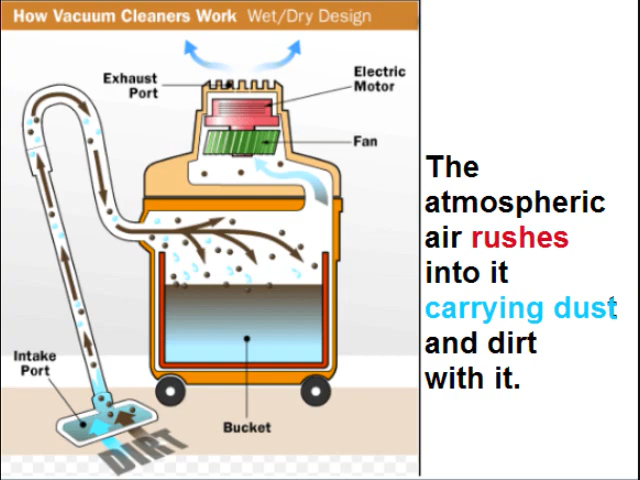 How Vacuum Cleaners Work Wet/Dry Design
Exhaust
Port
Electric
Motor
Fan
Intake
Port
Bucket
DIRT
The
atmospheric
air rushes
into it
carrying dust
and dirt
with it.